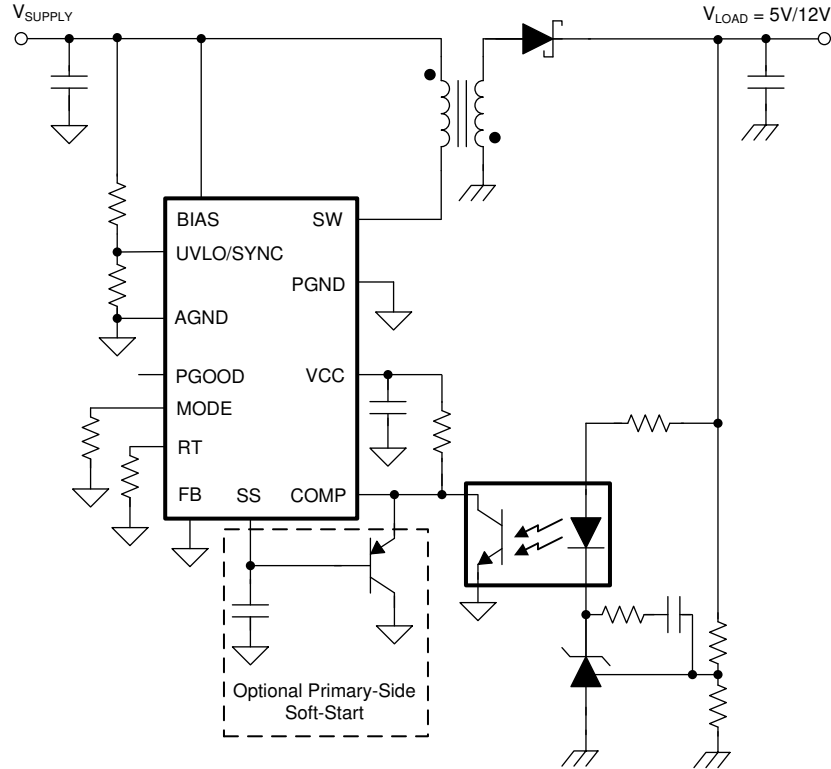 VSUPPLY
VLOAD = 5V/12V
BIAS
SW
UVLO/SYNC
PGND
AGND
PGOOD
VCC
MODE
RT
FB
SS
COMP
Optional Primary-Side
Soft-Start